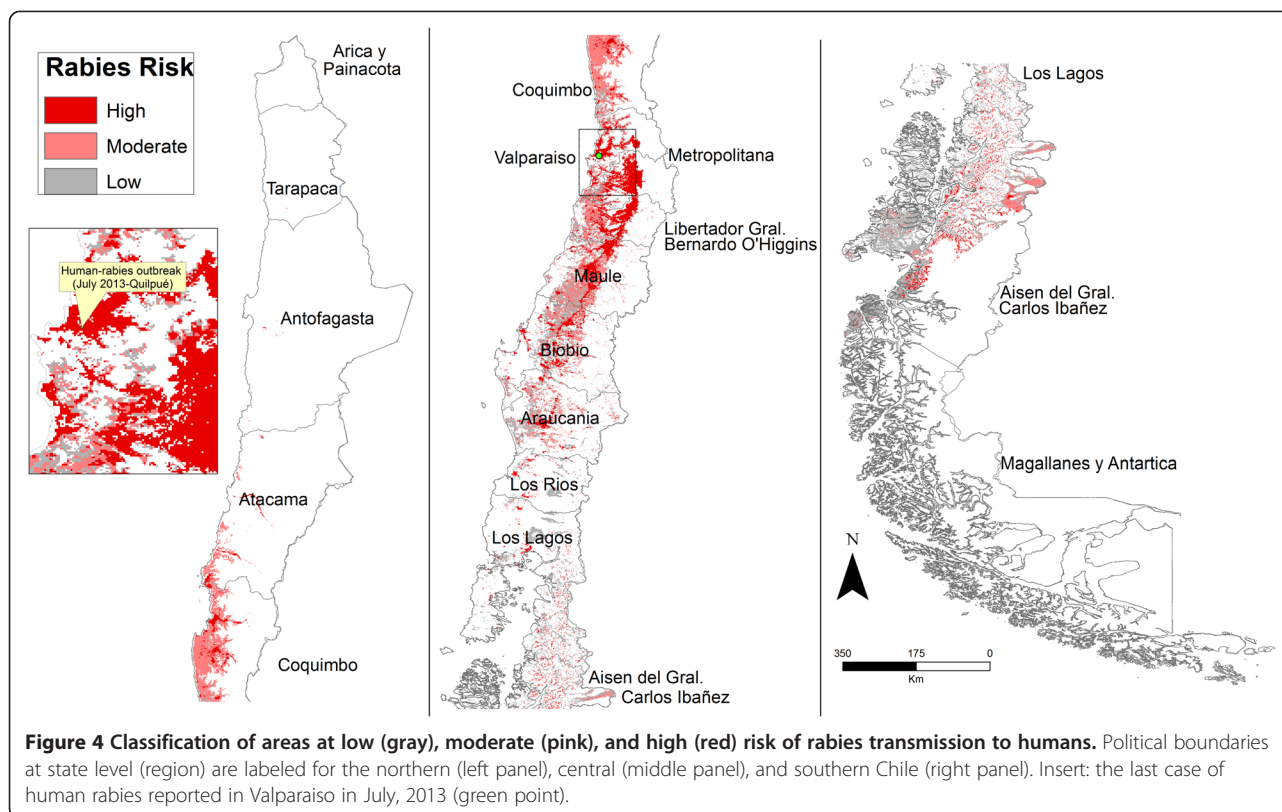 Rabies Risk
High
Moderate
Low
Human-rabies outbreak
(July 2013-Quilpué)
Arica y
Painacota
Tarapaca
Antofagasta
Atacama
Coquimbo
Coquimbo
Valparaiso
Metropolitana
Libertador Gral.
Bernardo O'Higgins
Maule
Biobio
Araucania
Los Rios
Los Lagos
Aisen del Gral.
Carlos Ibañez
Los Lagos
Aisen del Gral.
Carlos Ibañez
Magallanes y Antartica
N
350 175 0
Km
Figure 4 Classification of areas at low (gray), moderate (pink), and high (red) risk of rabies transmission to humans. Political boundaries
at state level (region) are labeled for the northern (left panel), central (middle panel), and southern Chile (right panel). Insert: the last case of
human rabies reported in Valparaiso in July, 2013 (green point).